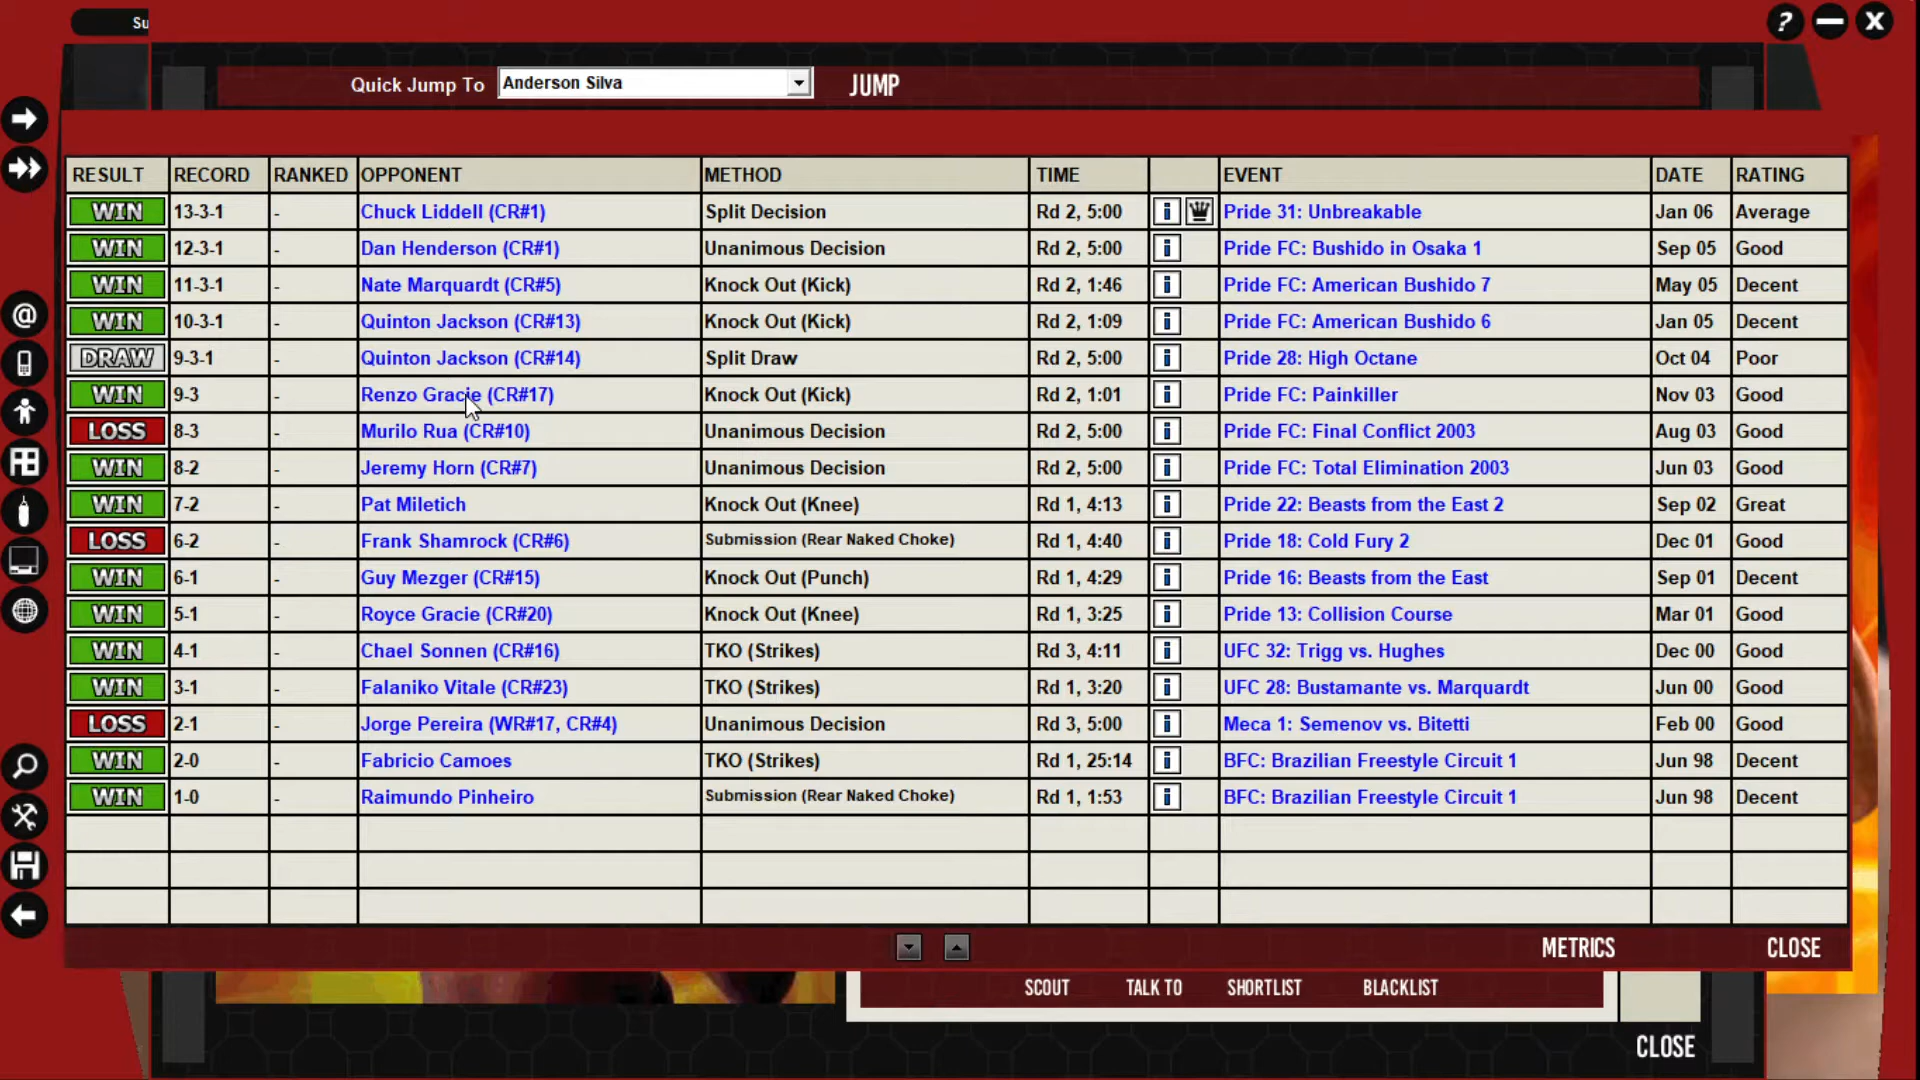 Su
?
X
Quick Jump To Anderson Silva JUMP
RESULT RECORD RANKED OPPONENT METHOD TIME EVENT DATE RATING
WIN 13-3-1 - Chuck Liddell (CR#1) Split Decision Rd 2, 5:00 i Pride 31: Unbreakable Jan 06 Average
WIN 12-3-1 - Dan Henderson (CR#1) Unanimous Decision Rd 2, 5:00 i Pride FC: Bushido in Osaka 1 Sep 05 Good
WIN 11-3-1 - Nate Marquardt (CR#5) Knock Out (Kick) Rd 2, 1:46 i Pride FC: American Bushido 7 May 05 Decent
WIN 10-3-1 - Quinton Jackson (CR#13) Knock Out (Kick) Rd 2, 1:09 i Pride FC: American Bushido 6 Jan 05 Decent
DRAW 9-3-1 - Quinton Jackson (CR#14) Split Draw Rd 2, 5:00 i Pride 28: High Octane Oct 04 Poor
WIN 9-3 - Renzo Gracie (CR#17) Knock Out (Kick) Rd 2, 1:01 i Pride FC: Painkiller Nov 03 Good
LOSS 8-3 - Murilo Rua (CR#10) Unanimous Decision Rd 2, 5:00 i Pride FC: Final Conflict 2003 Aug 03 Good
WIN 8-2 - Jeremy Horn (CR#7) Unanimous Decision Rd 2, 5:00 i Pride FC: Total Elimination 2003 Jun 03 Good
WIN 7-2 - Pat Miletich Knock Out (Knee) Rd 1, 4:13 i Pride 22: Beasts from the East 2 Sep 02 Great
LOSS 6-2 - Frank Shamrock (CR#6) Submission (Rear Naked Choke) Rd 1, 4:40 i Pride 18: Cold Fury 2 Dec 01 Good
WIN 6-1 - Guy Mezger (CR#15) Knock Out (Punch) Rd 1, 4:29 i Pride 16: Beasts from the East Sep 01 Decent
WIN 5-1 - Royce Gracie (CR#20) Knock Out (Knee) Rd 1, 3:25 i Pride 13: Collision Course Mar 01 Good
WIN 4-1 - Chael Sonnen (CR#16) TKO (Strikes) Rd 3, 4:11 i UFC 32: Trigg vs. Hughes Dec 00 Good
WIN 3-1 - Falaniko Vitale (CR#23) TKO (Strikes) Rd 1, 3:20 i UFC 28: Bustamante vs. Marquardt Jun 00 Good
LOSS 2-1 - Jorge Pereira (WR#17, CR#4) Unanimous Decision Rd 3, 5:00 i Meca 1: Semenov vs. Bitetti Feb 00 Good
WIN 2-0 - Fabricio Camoes TKO (Strikes) Rd 1, 25:14 i BFC: Brazilian Freestyle Circuit 1 Jun 98 Decent
WIN 1-0 - Raimundo Pinheiro Submission (Rear Naked Choke) Rd 1, 1:53 i BFC: Brazilian Freestyle Circuit 1 Jun 98 Decent
METRICS CLOSE
SCOUT TALK TO SHORTLIST BLACKLIST
CLOSE
@